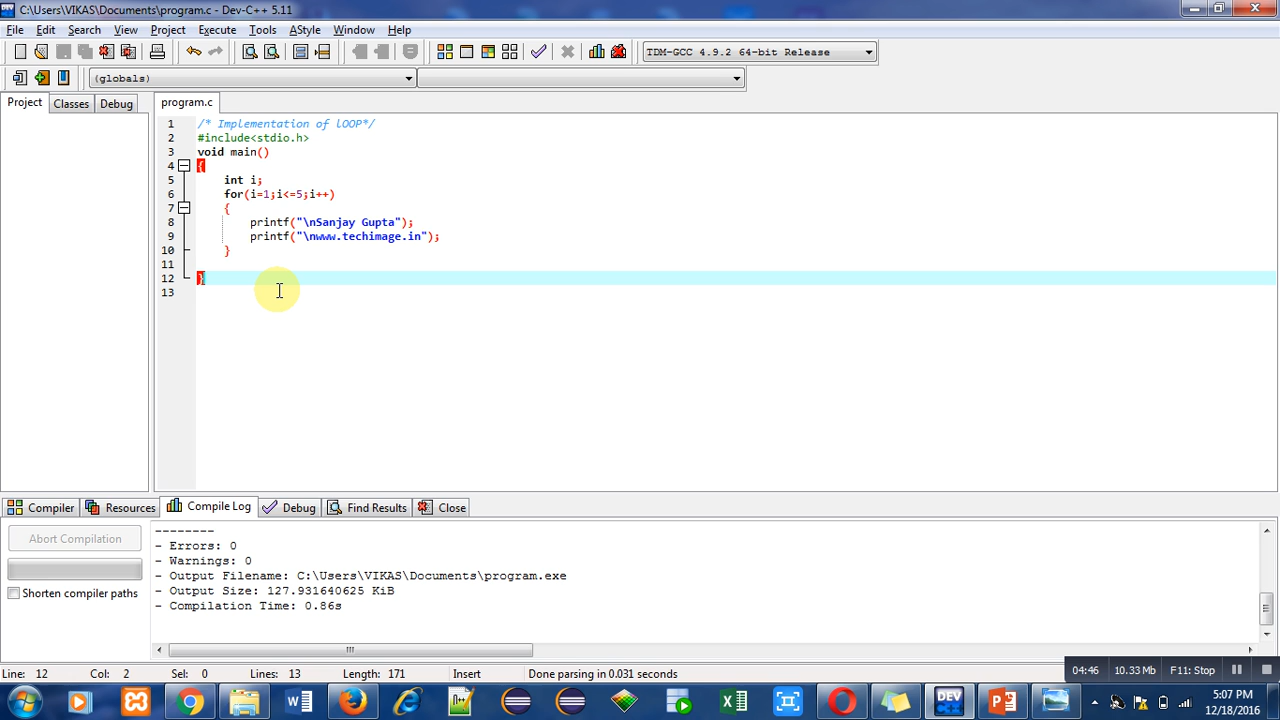 C:\Users\VIKAS\Documents\program.c - Dev-C++ 5.11
File Edit Search View Project Execute Tools AStyle Window Help
TDM-GCC 4.9.2 64-bit Release
(globals)
Project Classes Debug program.c
1 /* Implementation of lOOP*/
2 #include<stdio.h>
3 void main()
4 {
5 int i;
6 for(i=1;i<=5;i++)
7 {
8 printf("\nSanjay Gupta");
9 printf("\nwww.techimage.in");
10 }
11
12 }
13
Compiler Resources Compile Log Debug Find Results Close
Abort Compilation
Shorten compiler paths
--------
- Errors: 0
- Warnings: 0
- Output Filename: C:\Users\VIKAS\Documents\program.exe
- Output Size: 127.931640625 KiB
- Compilation Time: 0.86s
Line: 12 Col: 2 Sel: 0 Lines: 13 Length: 171 Insert Done parsing in 0.031 seconds
04:46 10.33 Mb F11: Stop
DEV
5:07 PM
12/18/2016